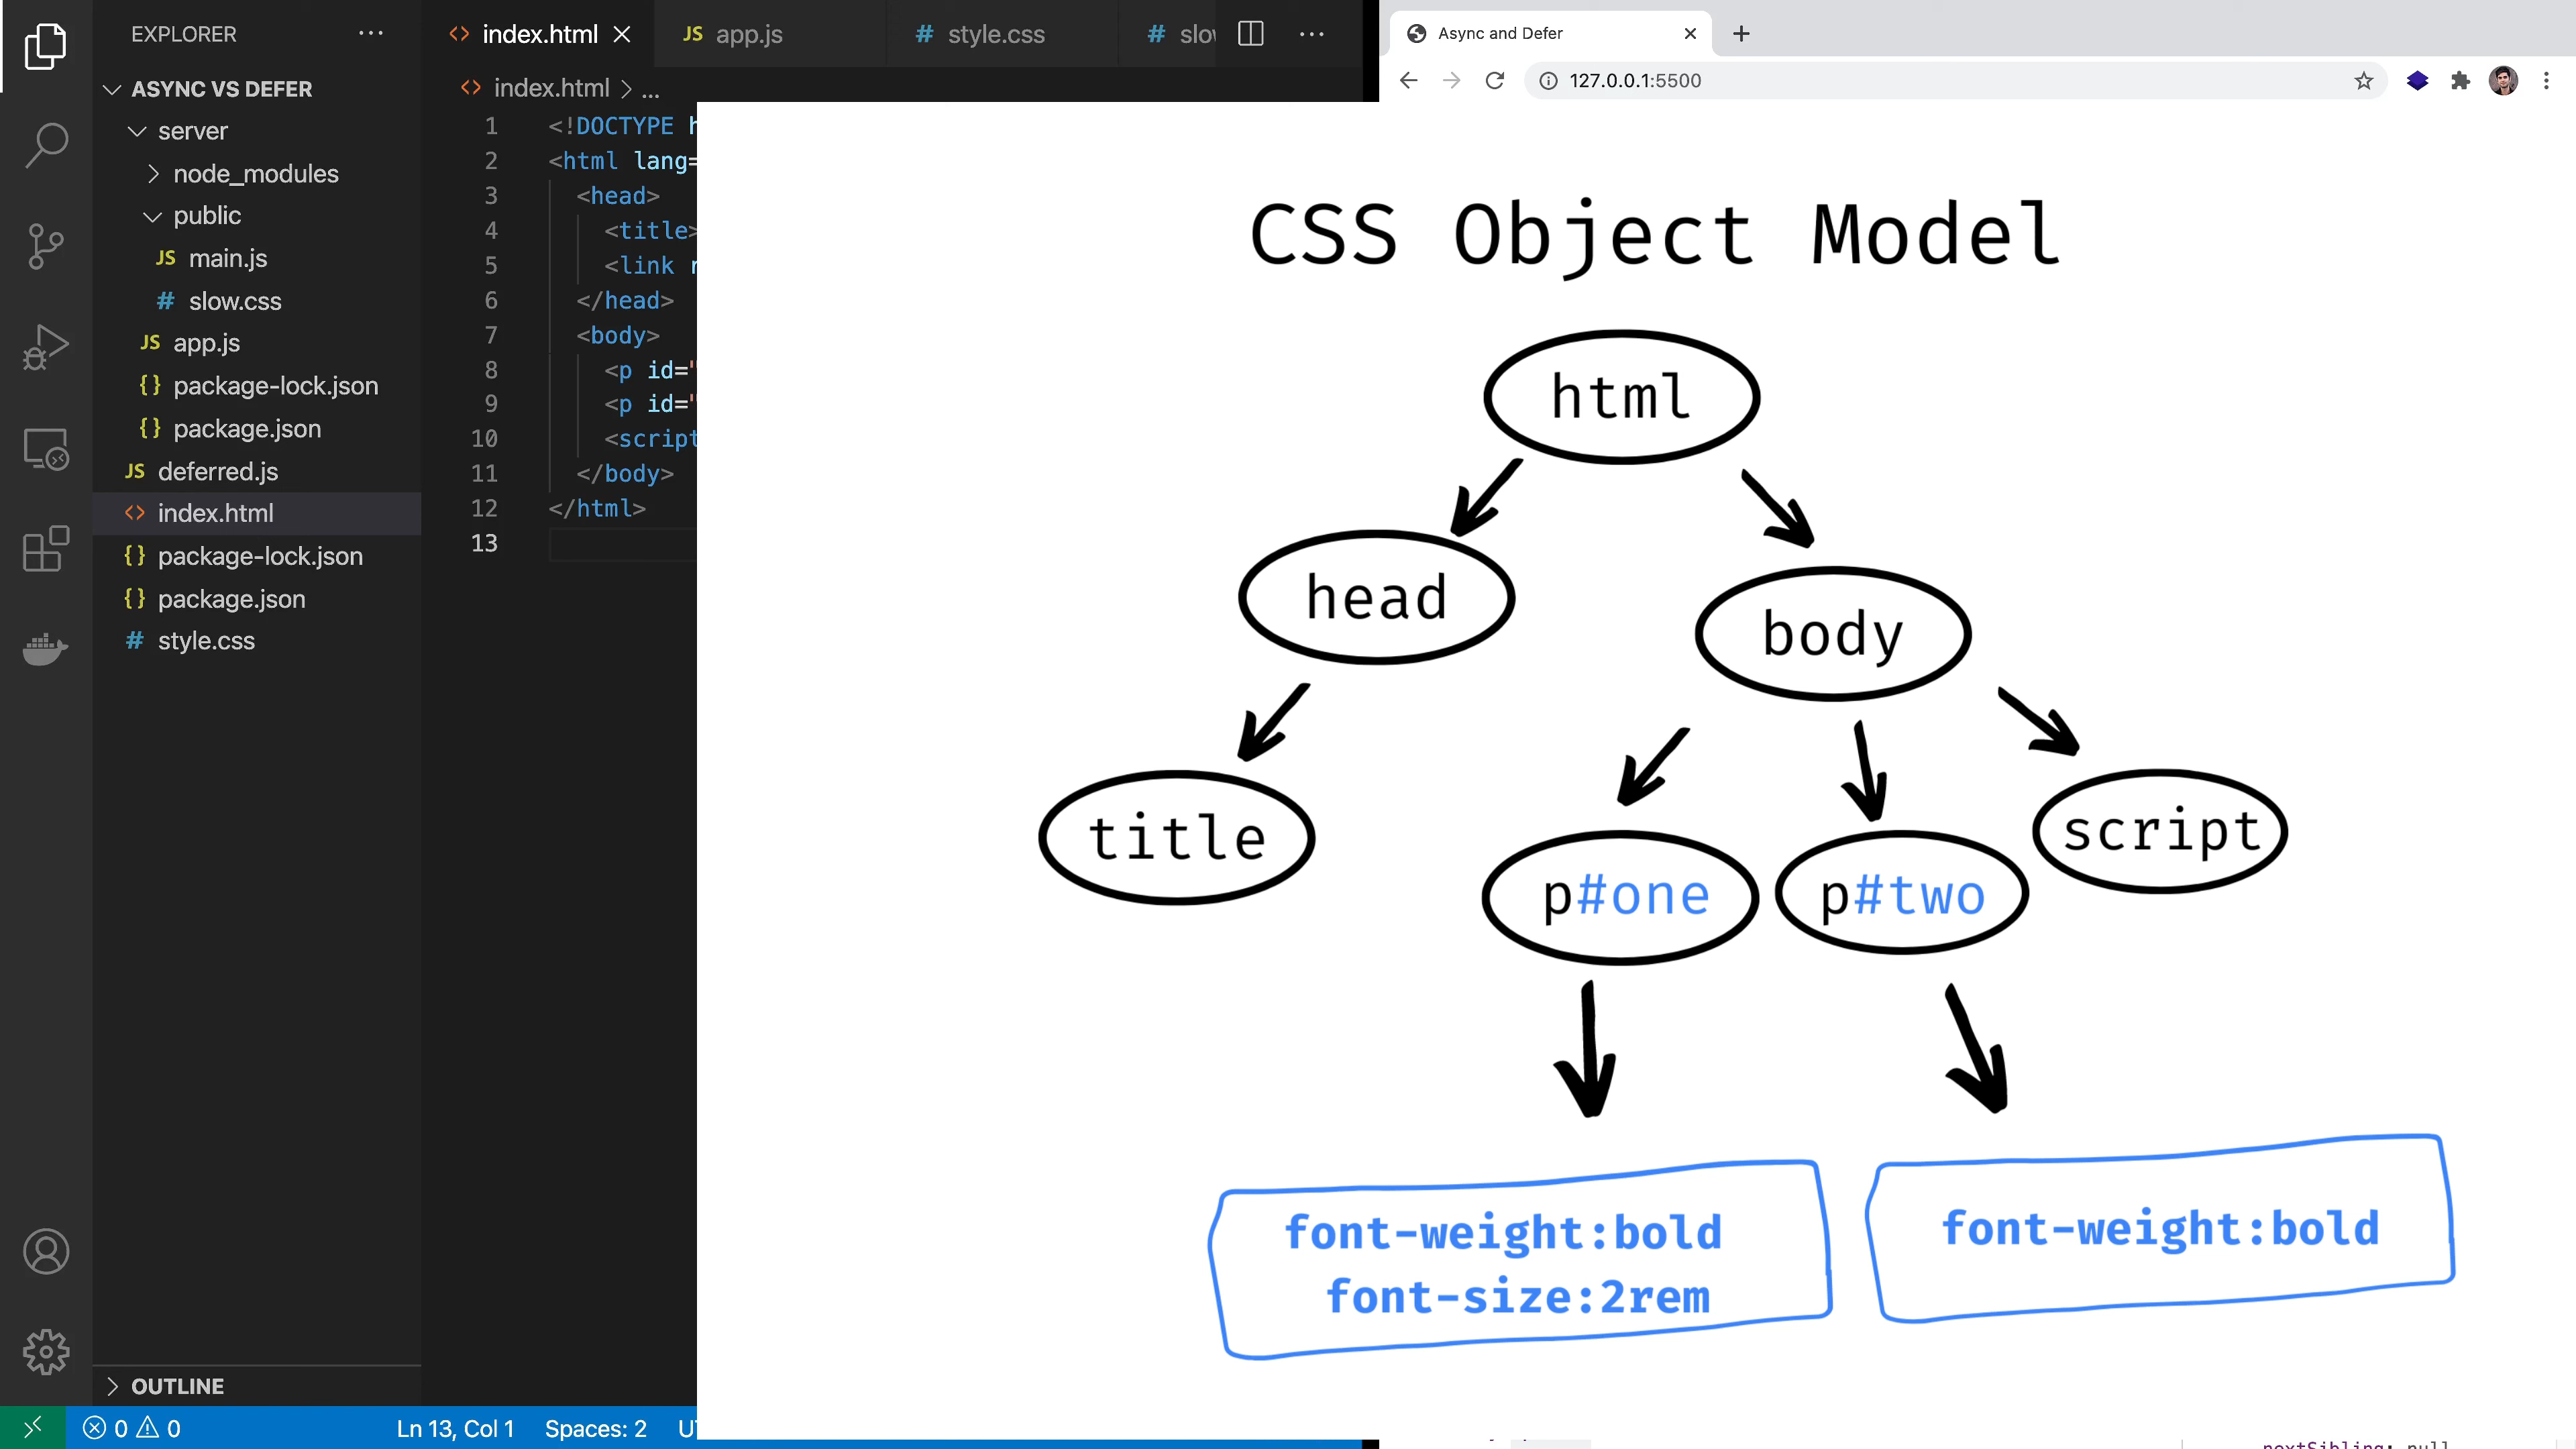 EXPLORER
ASYNC VS DEFER
server
node_modules
public
JS main.js
# slow.css
JS app.js
{} package-lock.json
{} package.json
JS deferred.js
<> index.html
{} package-lock.json
{} package.json
# style.css
OUTLINE
0 0
Ln 13, Col 1 Spaces: 2
<> index.html
JS app.js
# style.css
#
<> index.html > ...
1 <!DOCTYPE
2 <html lang=
3 <head>
4 <title>
5 <link
6 </head>
7 <body>
8 <p id="
9 <p id="
10 <script
11 </body>
12 </html>
13
Async and Defer
127.0.0.1:5500
CSS Object Model
html
head
body
title
p#one
p#two
script
font-weight:bold
font-size:2rem
font-weight:bold